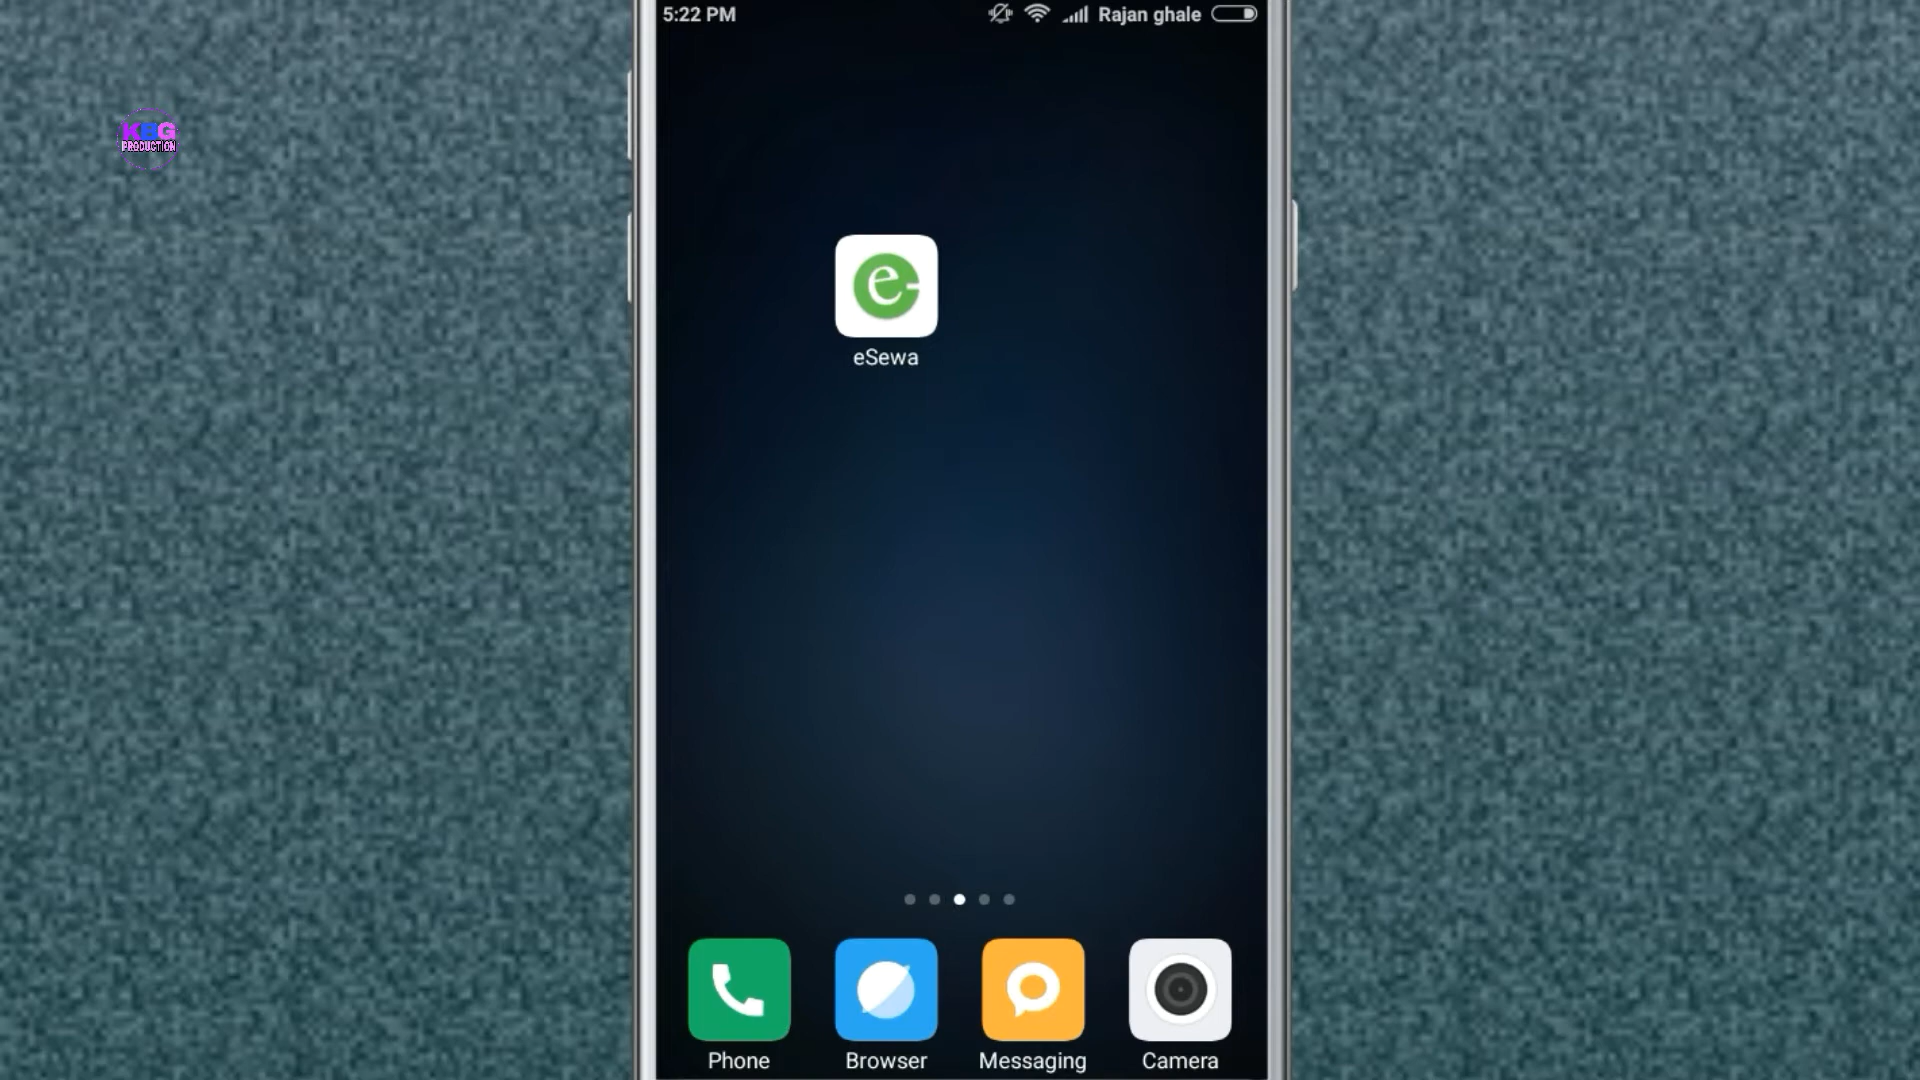 5:22 PM
Rajan ghale
KBG
PRODUCTION
eSewa
Phone
Browser
Messaging
Camera